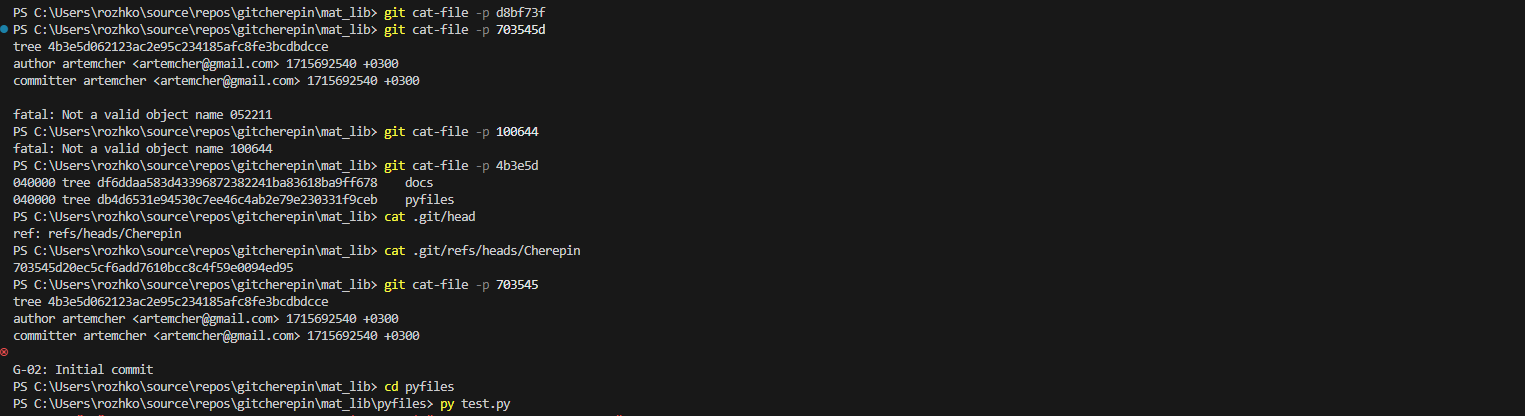 PS C:\Users\rozhko\source\repos\gitcherepin\mat_lib> git cat-file -p d8bf73f
PS C:\Users\rozhko\source\repos\gitcherepin\mat_lib> git cat-file -p 703545d
tree 4b3e5d062123ac2e95c234185afc8fe3bcdbdcce
author artemcher <artemcher@gmail.com> 1715692540 +0300
committer artemcher <artemcher@gmail.com> 1715692540 +0300
fatal: Not a valid object name 052211
PS C:\Users\rozhko\source\repos\gitcherepin\mat_lib> git cat-file -p 100644
fatal: Not a valid object name 100644
PS C:\Users\rozhko\source\repos\gitcherepin\mat_lib> git cat-file -p 4b3e5d
040000 tree df6ddaa583d43396872382241ba83618ba9ff678    docs
040000 tree db4d6531e94530c7ee46c4ab2e79e230331f9ceb    pyfiles
PS C:\Users\rozhko\source\repos\gitcherepin\mat_lib> cat .git/head
ref: refs/heads/Cherepin
PS C:\Users\rozhko\source\repos\gitcherepin\mat_lib> cat .git/refs/heads/Cherepin
703545d20ec5cf6add7610bcc8c4f59e0094ed95
PS C:\Users\rozhko\source\repos\gitcherepin\mat_lib> git cat-file -p 703545
tree 4b3e5d062123ac2e95c234185afc8fe3bcdbdcce
author artemcher <artemcher@gmail.com> 1715692540 +0300
committer artemcher <artemcher@gmail.com> 1715692540 +0300
G-02: Initial commit
PS C:\Users\rozhko\source\repos\gitcherepin\mat_lib> cd pyfiles
PS C:\Users\rozhko\source\repos\gitcherepin\mat_lib\pyfiles> py test.py